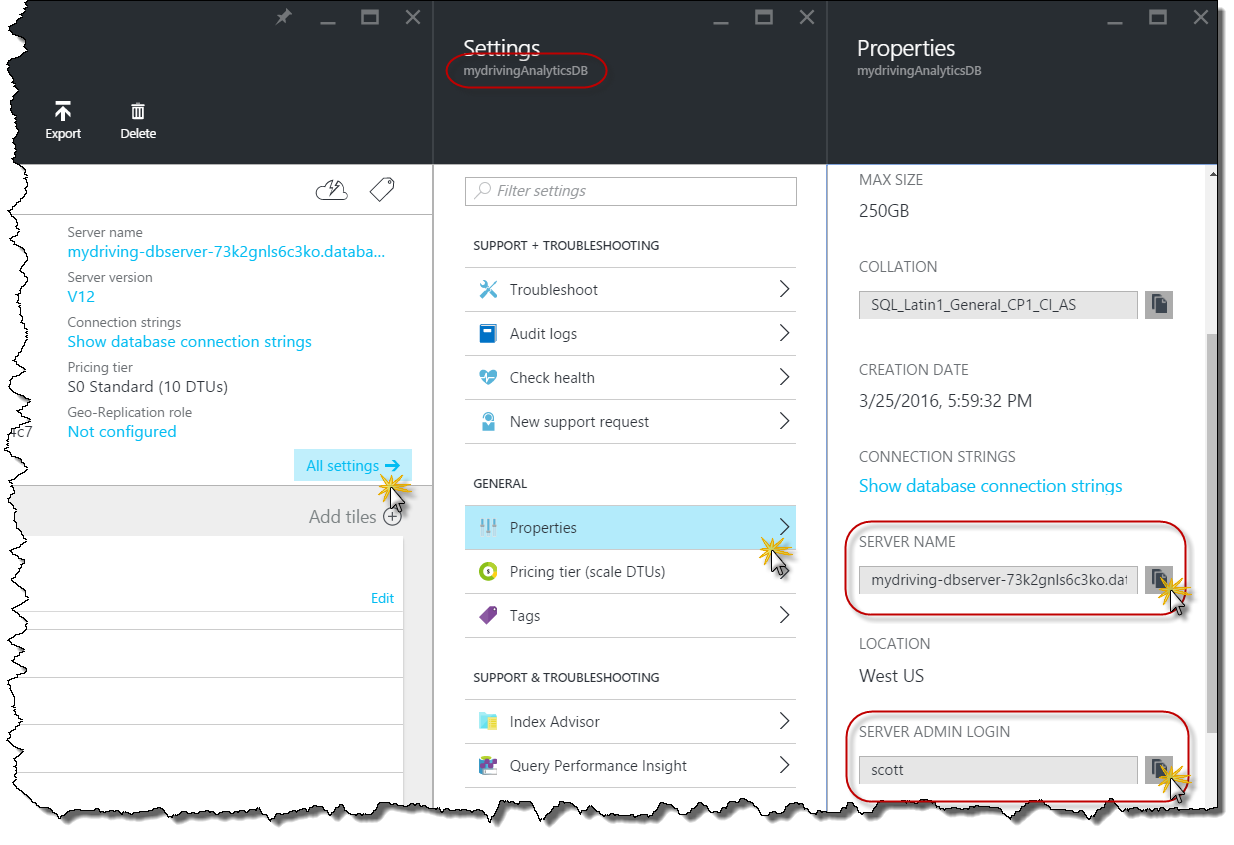 Export
Delete
Server name
mydriving-dbserver-73k2gnls6c3ko.databa...
Server version
V12
Connection strings
Show database connection strings
Pricing tier
S0 Standard (10 DTUs)
Geo-Replication role
4c7
Not configured
All settings
Add tiles
Edit
Settings
mydrivingAnalyticsDB
Filter settings
SUPPORT + TROUBLESHOOTING
Troubleshoot
Audit logs
Check health
New support request
GENERAL
Properties
Pricing tier (scale DTUs)
Tags
SUPPORT & TROUBLESHOOTING
Index Advisor
Query Performance Insight
Properties
mydrivingAnalyticsDB
MAX SIZE
250GB
COLLATION
SQL_Latin1_General_CP1_CI_AS
CREATION DATE
3/25/2016, 5:59:32 PM
CONNECTION STRINGS
Show database connection strings
SERVER NAME
mydriving-dbserver-73k2gnls6c3ko.dat
LOCATION
West US
SERVER ADMIN LOGIN
scott